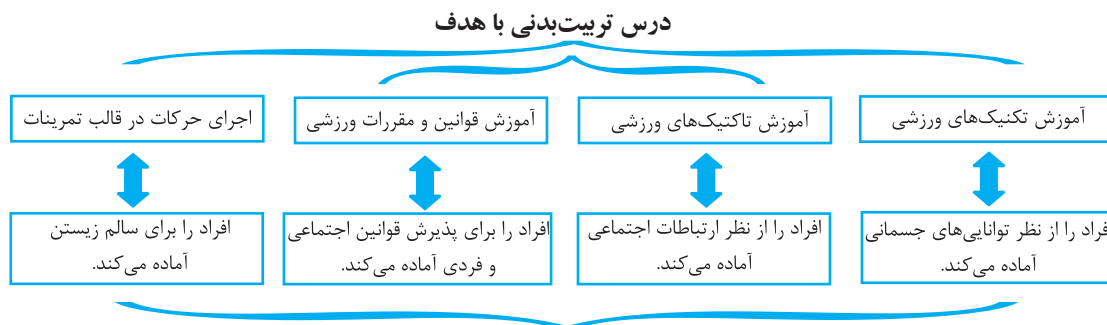 درس تربیت‌بدنی با هدف
آموزش تکنیک‌های ورزشی
آموزش تاکتیک‌های ورزشی
آموزش قوانین و مقررات ورزشی
اجرای حرکات در قالب تمرینات
فراد را از نظر توانایی‌های جسمانی
آماده می‌کند.
افراد را از نظر ارتباطات اجتماعی
آماده می‌کند.
افراد را برای پذیرش قوانین اجتماعی
و فردی آماده می‌کند.
افراد را برای سالم زیستن
آماده می‌کند.